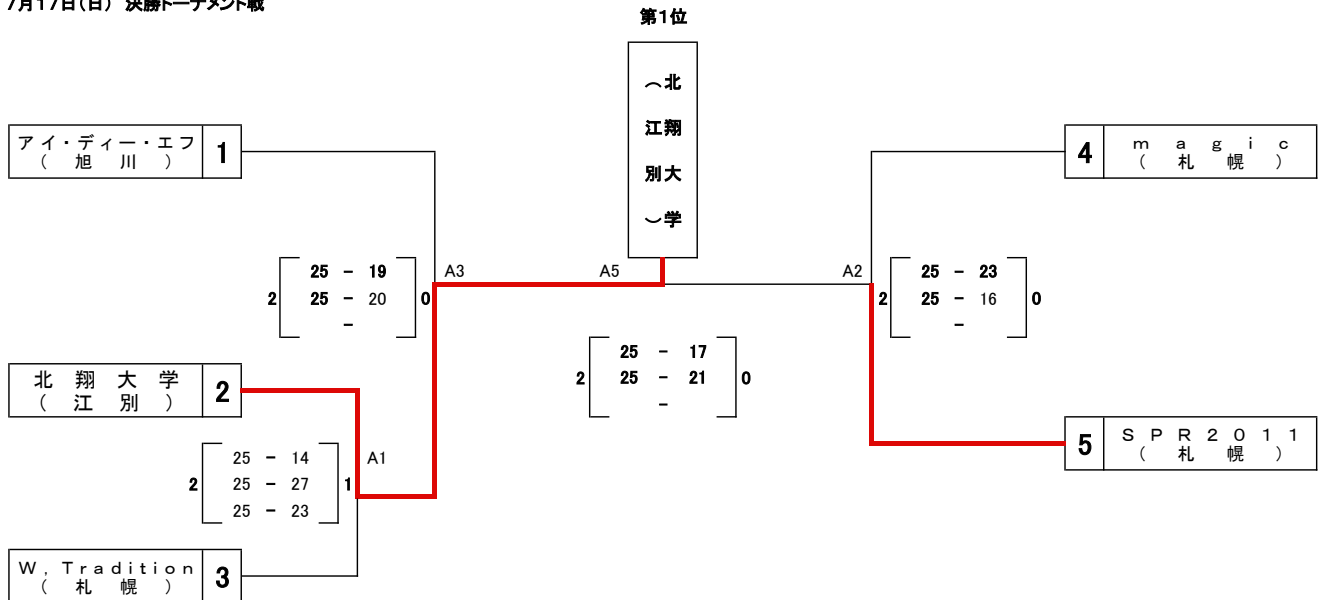 7月17日(日) 決勝トーナメント戦
第1位
北翔大学
（江別）
アイ・ディー・エフ 1
（ 旭 川 ）
4 ｍａｇｉｃ
（ 札 幌 ）
25 - 19 A3 A5 A2 25 - 23
2 25 - 20 0 2 25 - 16 0
- -
25 - 17
2 25 - 21 0
-
北 翔 大 学 2
（ 江 別 ）
5 ＳＰＲ２０１１
（ 札 幌 ）
25 - 14 A1
2 25 - 27 1
25 - 23
Ｗ，Ｔｒａｄｉｔｉｏｎ 3
（ 札 幌 ）